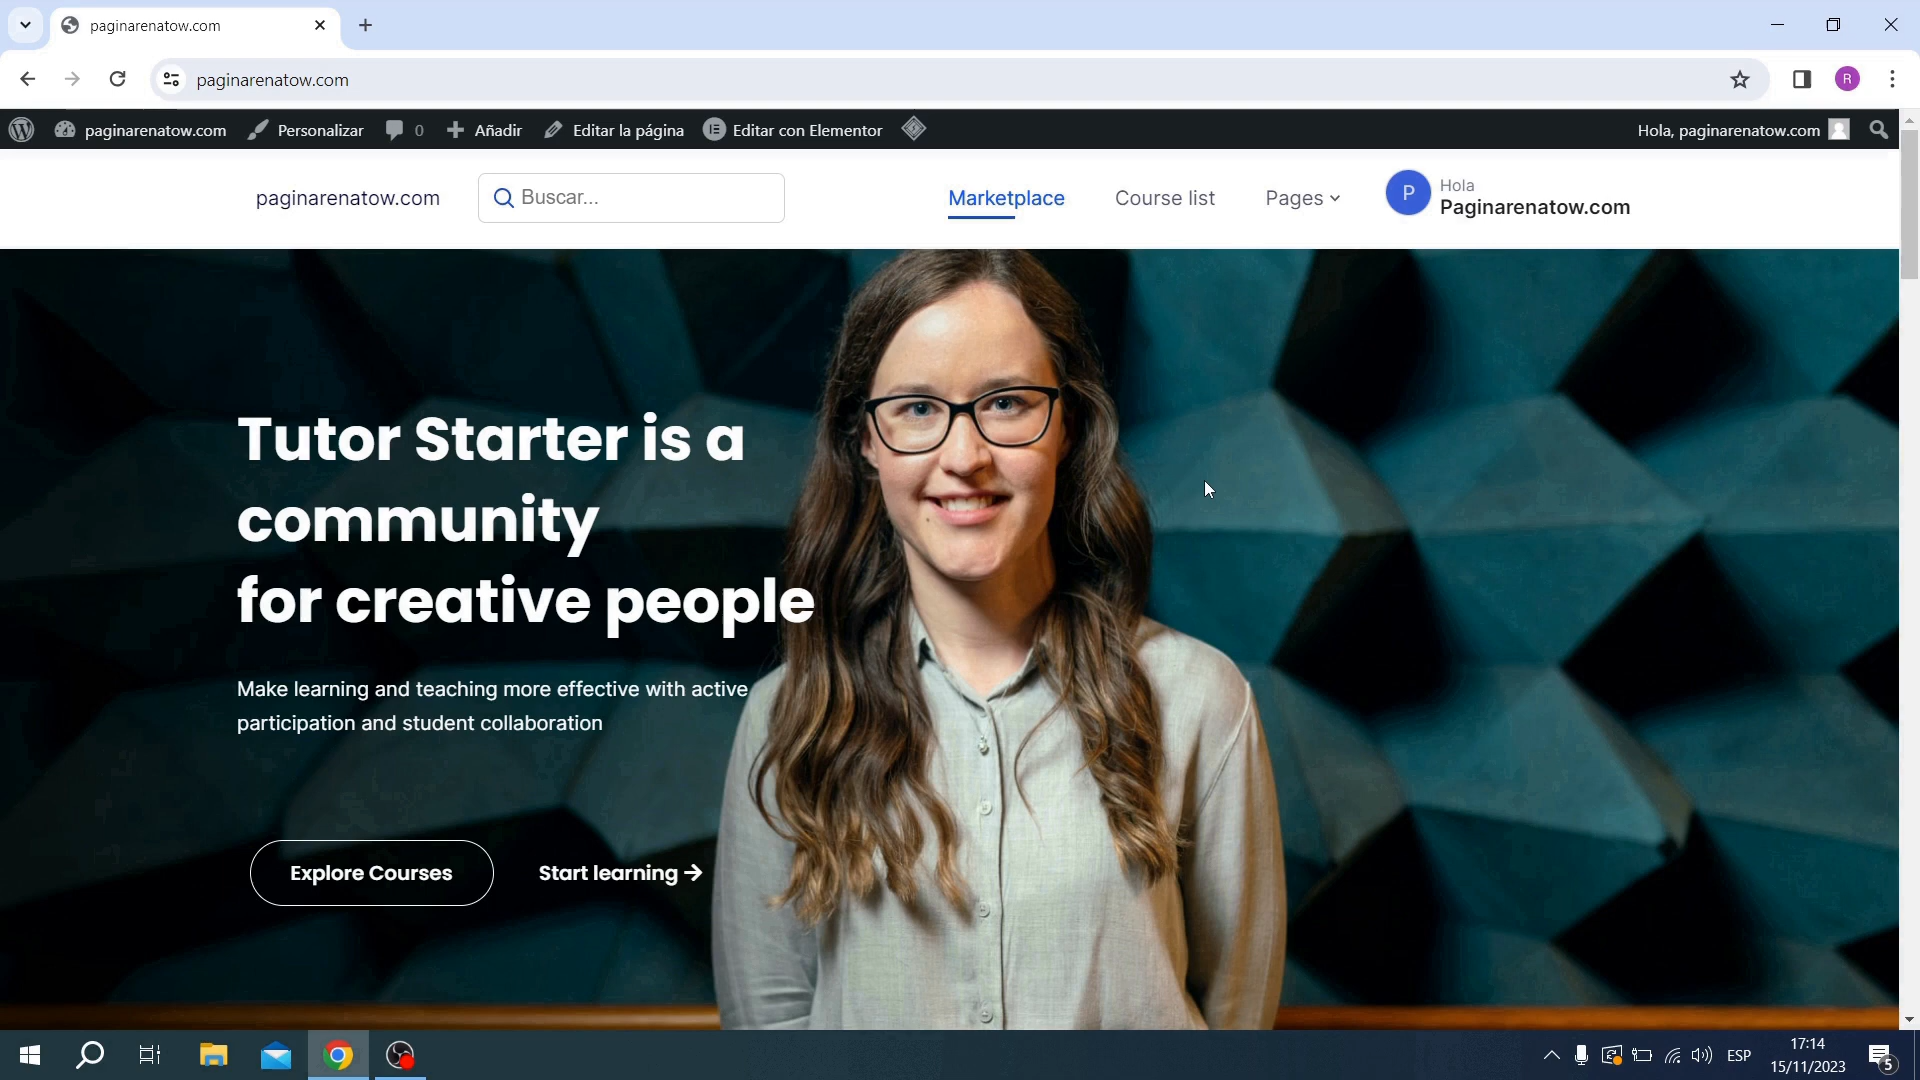 paginarenatow.com
paginarenatow.com
paginarenatow.com
Personalizar
0
Añadir
Editar la página
Editar con Elementor
Hola, paginarenatow.com
paginarenatow.com
Buscar...
Marketplace
Course list
Pages
P
Hola
Paginarenatow.com
R
Tutor Starter is a
community
for creative people
Make learning and teaching more effective with active
participation and student collaboration
Explore Courses
Start learning →
ESP
17:14
15/11/2023
5